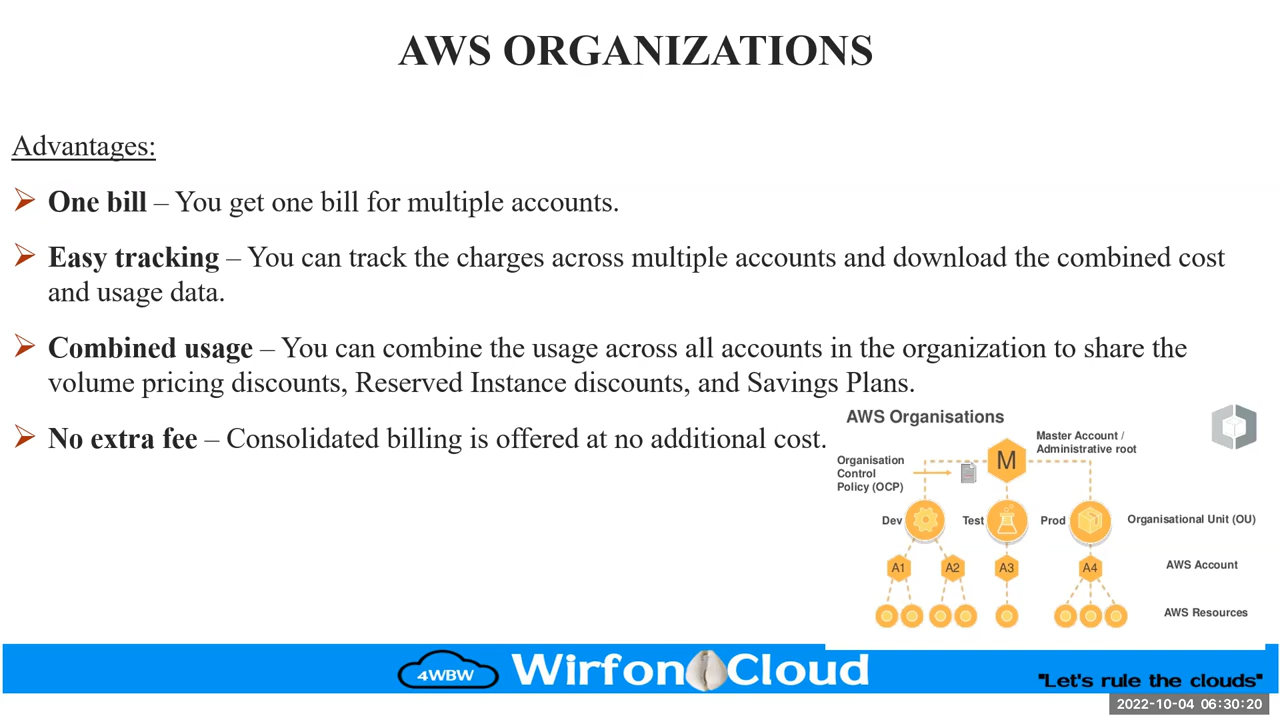 AWS ORGANIZATIONS
Advantages:
One bill – You get one bill for multiple accounts.
Easy tracking – You can track the charges across multiple accounts and download the combined cost
and usage data.
Combined usage – You can combine the usage across all accounts in the organization to share the
volume pricing discounts, Reserved Instance discounts, and Savings Plans.
No extra fee – Consolidated billing is offered at no additional cost.
AWS Organisations
Master Account /
Administrative root
M
Organisation
Control
Policy (OCP)
Dev
Test
Prod
Organisational Unit (OU)
A1
A2
A3
A4
AWS Account
AWS Resources
4WBW
Wirfon Cloud
"Let's rule the clouds"
2022-10-04 06:30:20